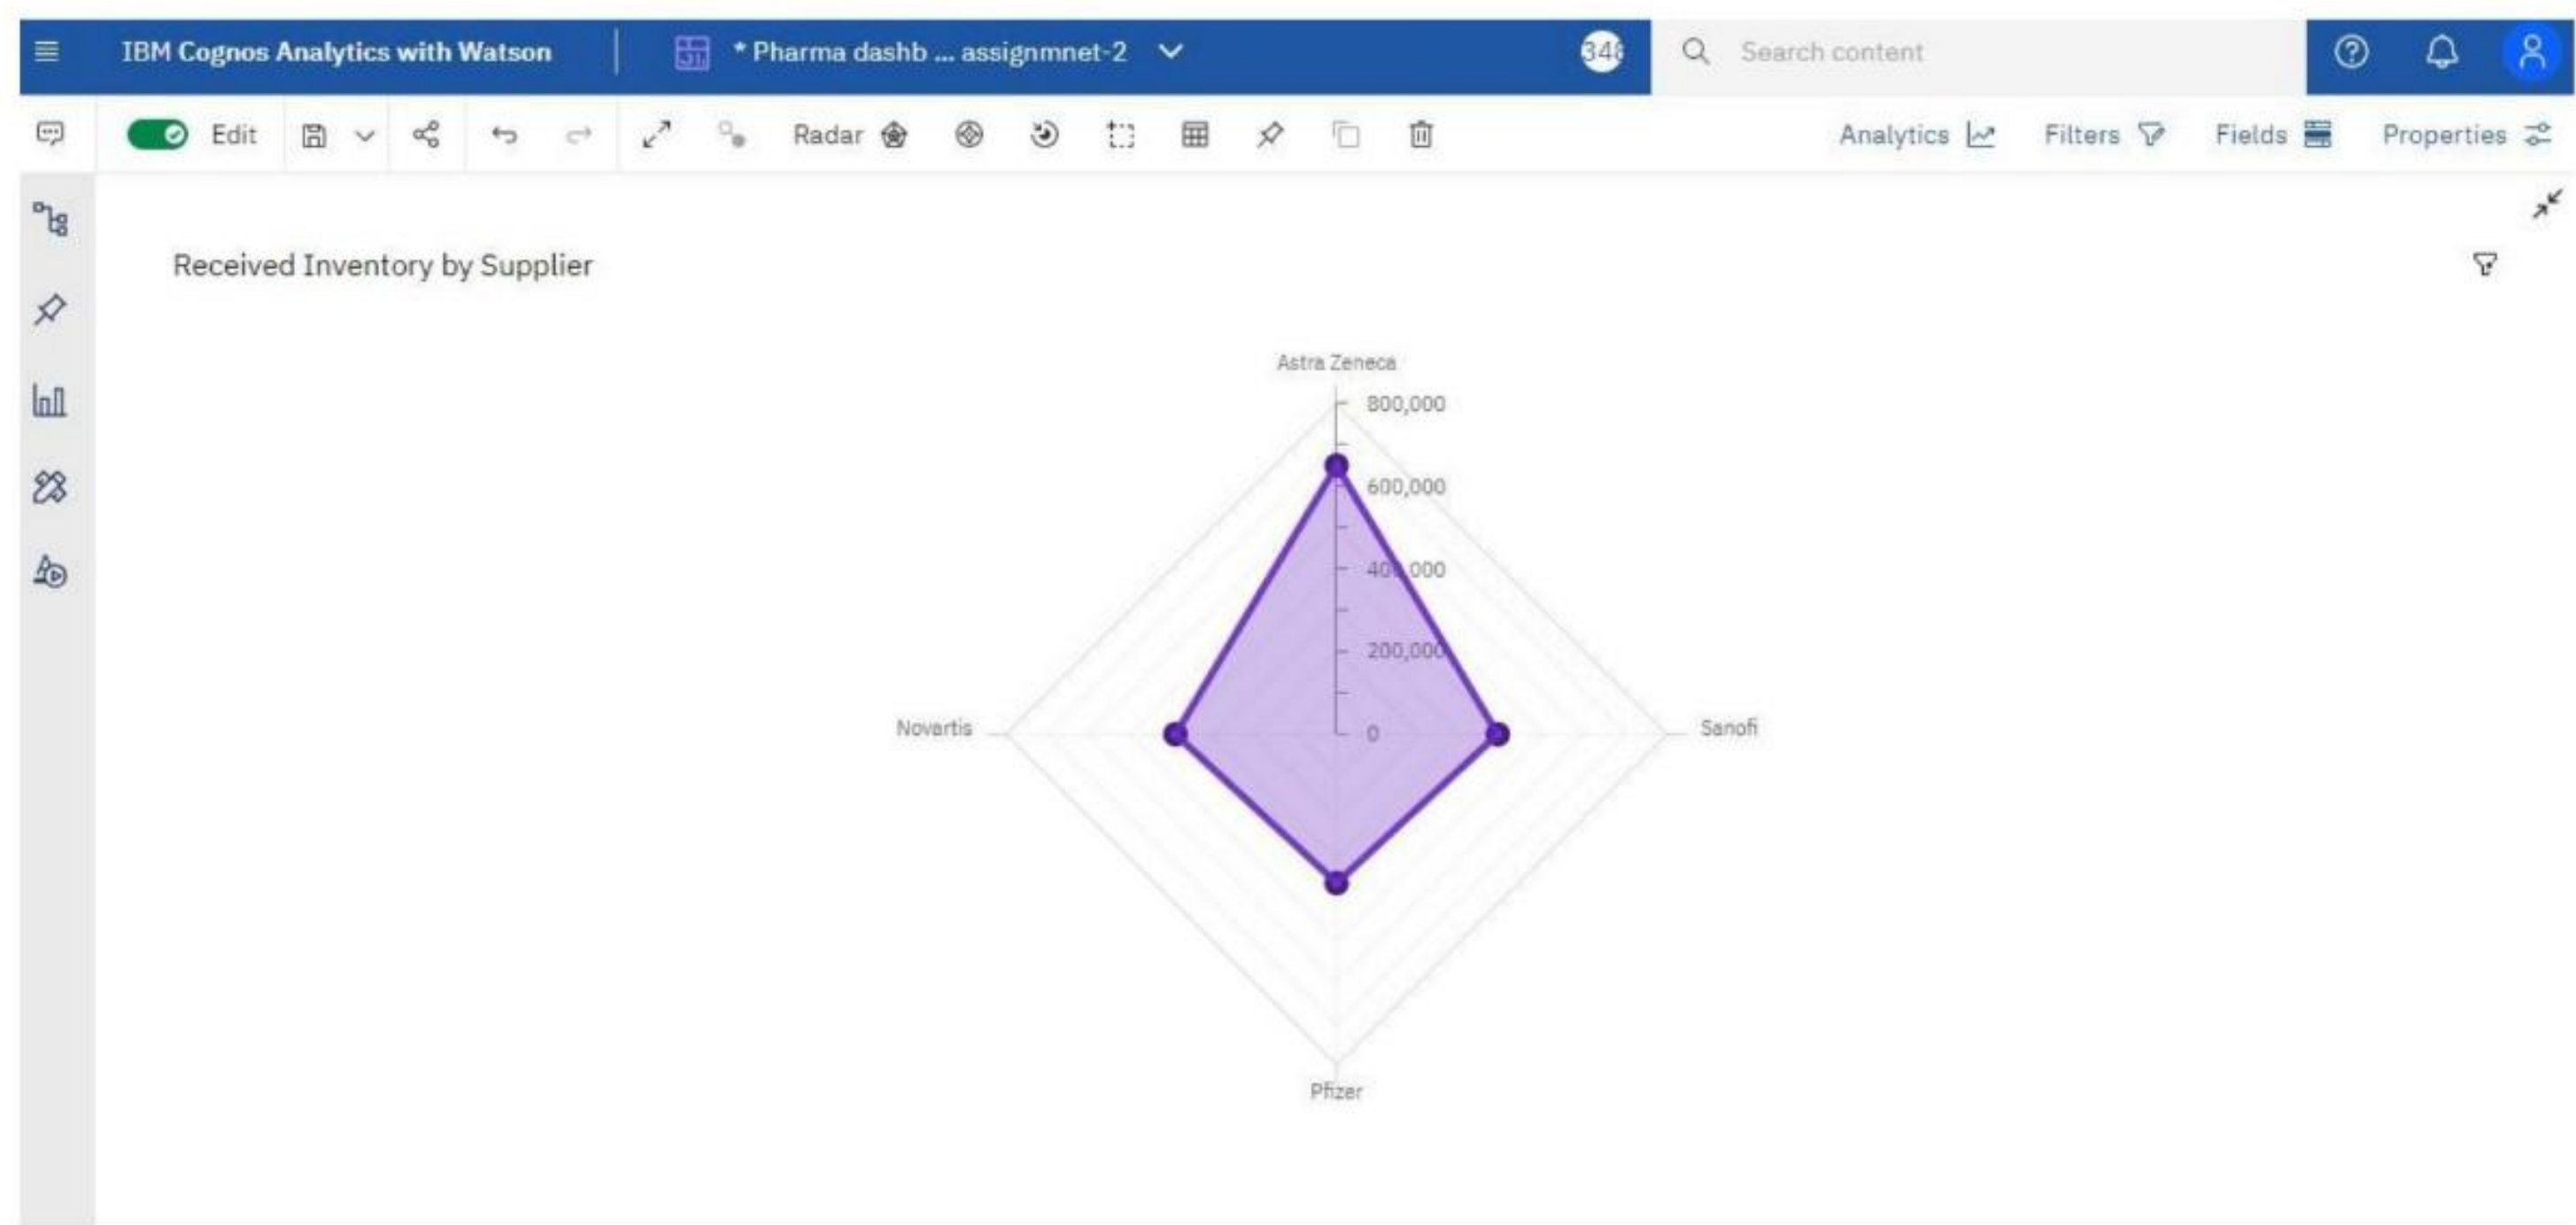 IBM Cognos Analytics with Watson
* Pharma dashb ... assignmnet-2
348
Search content
Edit
Radar
Analytics
Filters
Fields
Properties
Received Inventory by Supplier
Astra Zeneca
800,000
600,000
400,000
200,000
Novartis
0
Sanofi
Pfizer